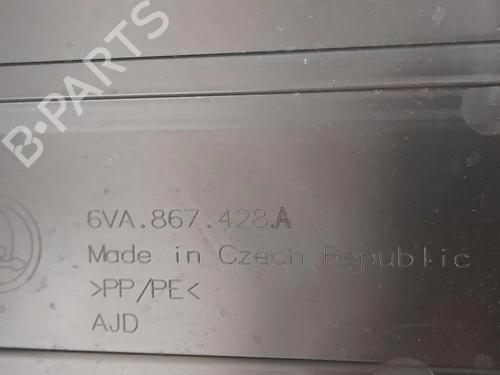 B-PARTS
6VA.867.428.A
Made in Czech Republic
>PP/PE<
AJD